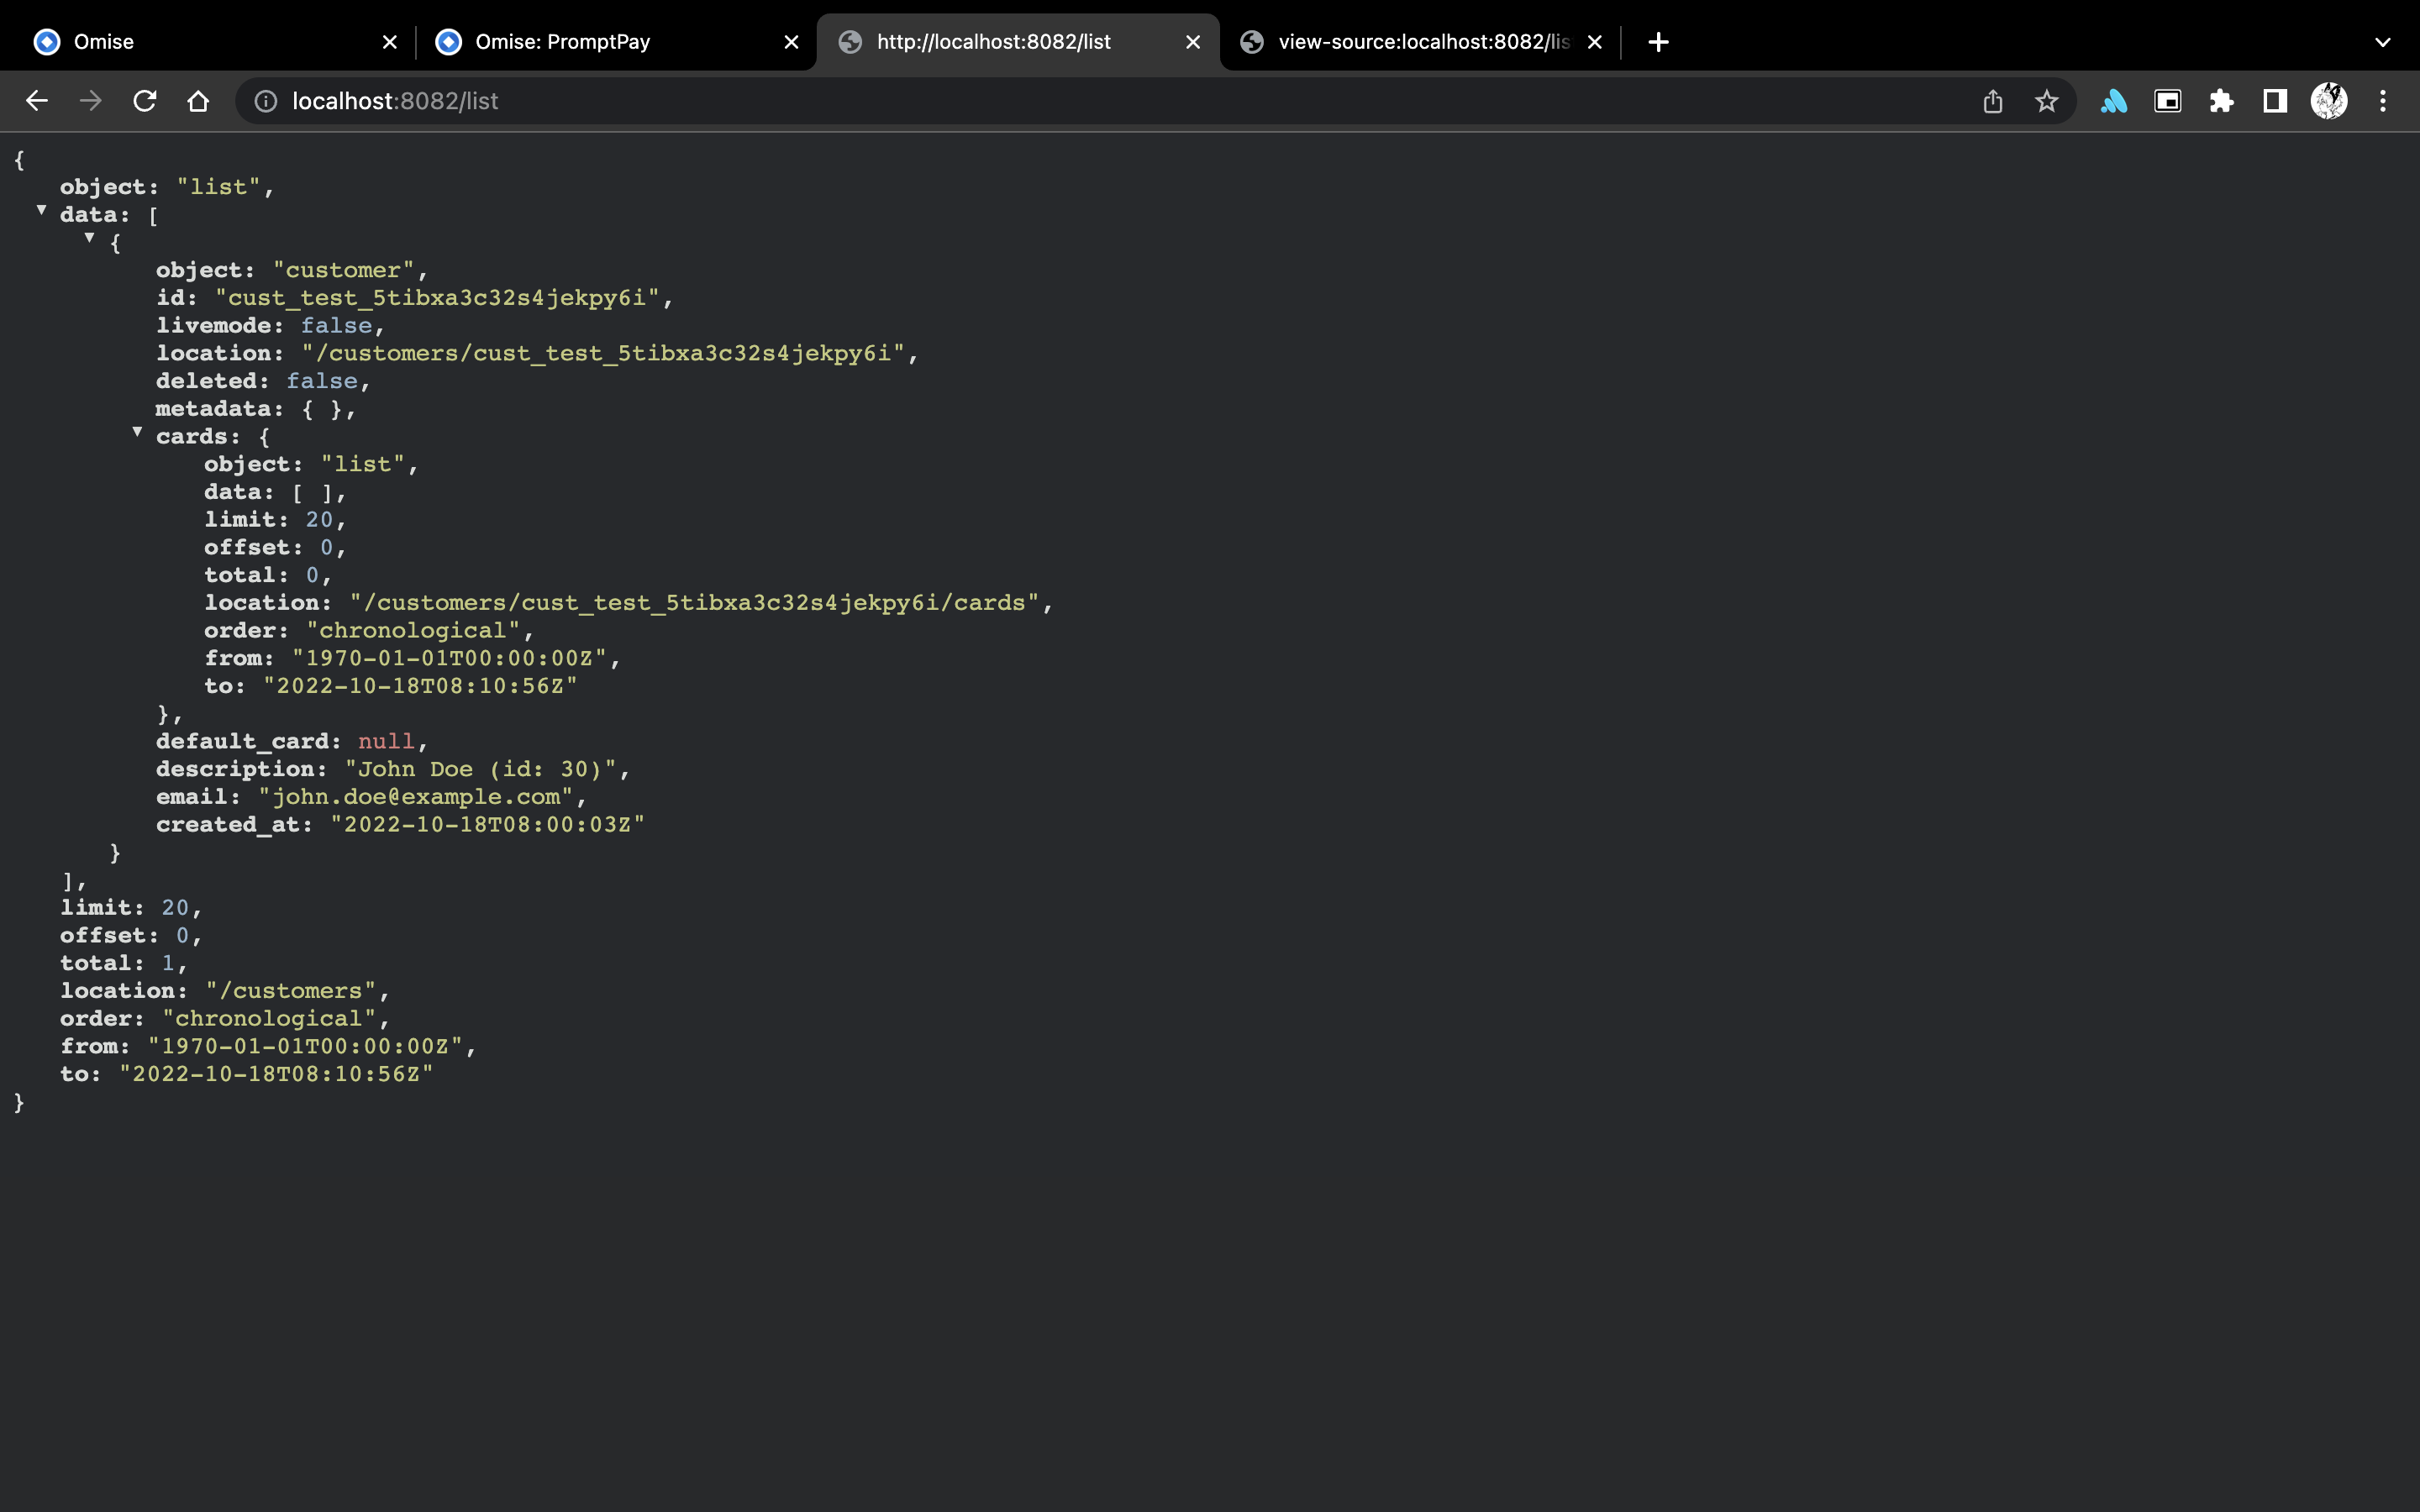 Omise
Omise: PromptPay
http://localhost:8082/list
view-source:localhost:8082/lis
localhost:8082/list
{
object: "list",
data: [
{
object: "customer",
id: "cust_test_5tibxa3c32s4jekpy6i",
livemode: false,
location: "/customers/cust_test_5tibxa3c32s4jekpy6i",
deleted: false,
metadata: { },
cards: {
object: "list",
data: [ ],
limit: 20,
offset: 0,
total: 0,
location: "/customers/cust_test_5tibxa3c32s4jekpy6i/cards",
order: "chronological",
from: "1970-01-01T00:00:00Z",
to: "2022-10-18T08:10:56Z"
},
default_card: null,
description: "John Doe (id: 30)",
email: "john.doe@example.com",
created_at: "2022-10-18T08:00:03Z"
}
],
limit: 20,
offset: 0,
total: 1,
location: "/customers",
order: "chronological",
from: "1970-01-01T00:00:00Z",
to: "2022-10-18T08:10:56Z"
}